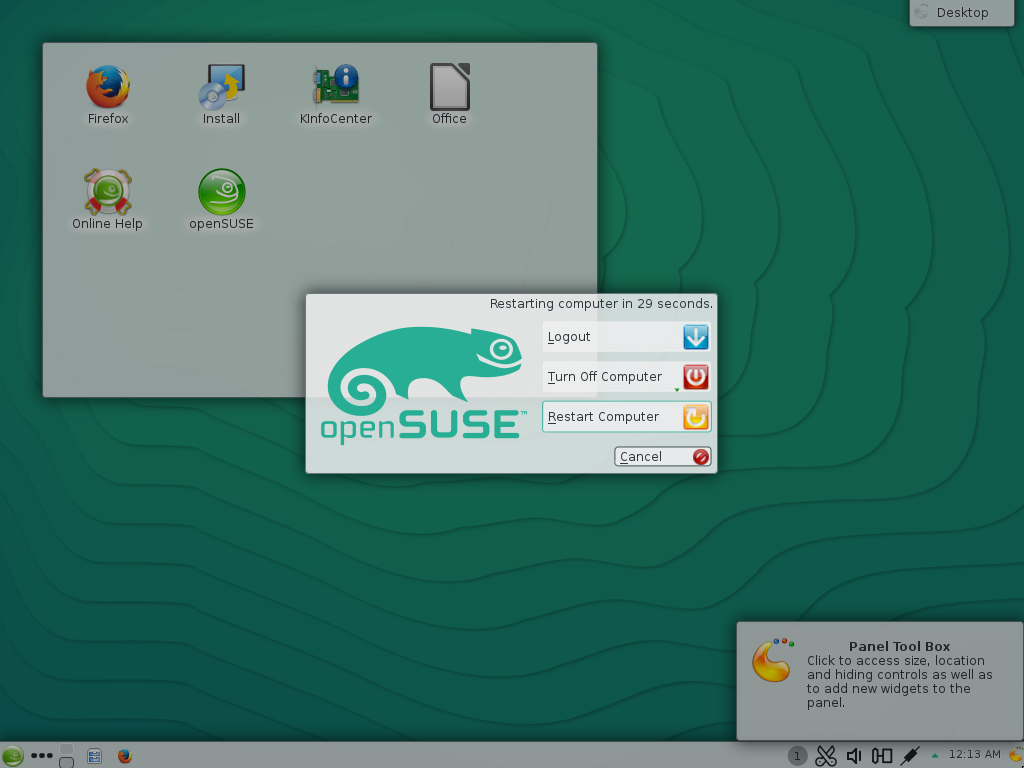 Desktop
Firefox
Install
KInfoCenter
Office
Online Help
openSUSE
Restarting computer in 29 seconds.
Logout
Turn Off Computer
Restart Computer
Cancel
openSUSE™
Panel Tool Box
Click to access size, location
and hiding controls as well as
to add new widgets to the
panel.
1
12:13 AM